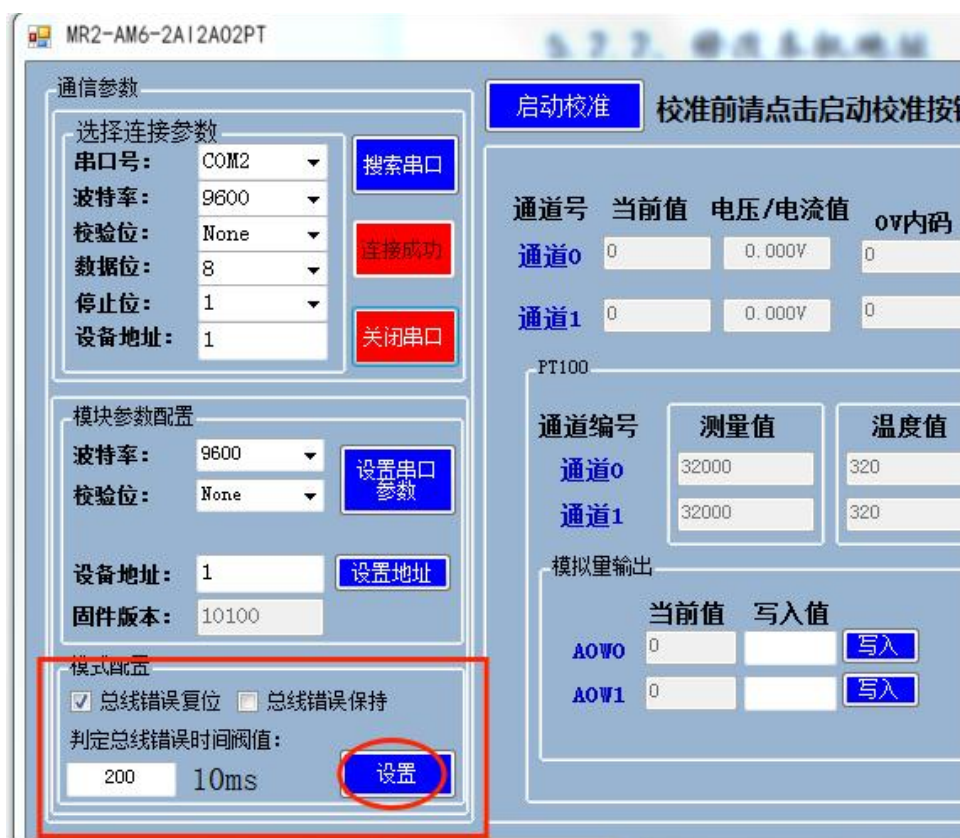 MR2-AM6-2AI2AO2PT
通信参数
选择连接参数
串口号： COM2 搜索串口
波特率： 9600
校验位： None 连接成功
数据位： 8
停止位： 1
设备地址： 1 关闭串口
模块参数配置
波特率： 9600 设置串口
参数
校验位： None
设备地址： 1 设置地址
固件版本： 10100
模式配置
总线错误复位 总线错误保持
判定总线错误时间阀值：
200 10ms 设置
启动校准 校准前请点击启动校准按
通道号 当前值 电压/电流值 0V内码
通道0 0 0.000V 0
通道1 0 0.000V 0
PT100
通道编号 测量值 温度值
通道0 32000 320
通道1 32000 320
模拟量输出
当前值 写入值
AOW0 0 写入
AOW1 0 写入